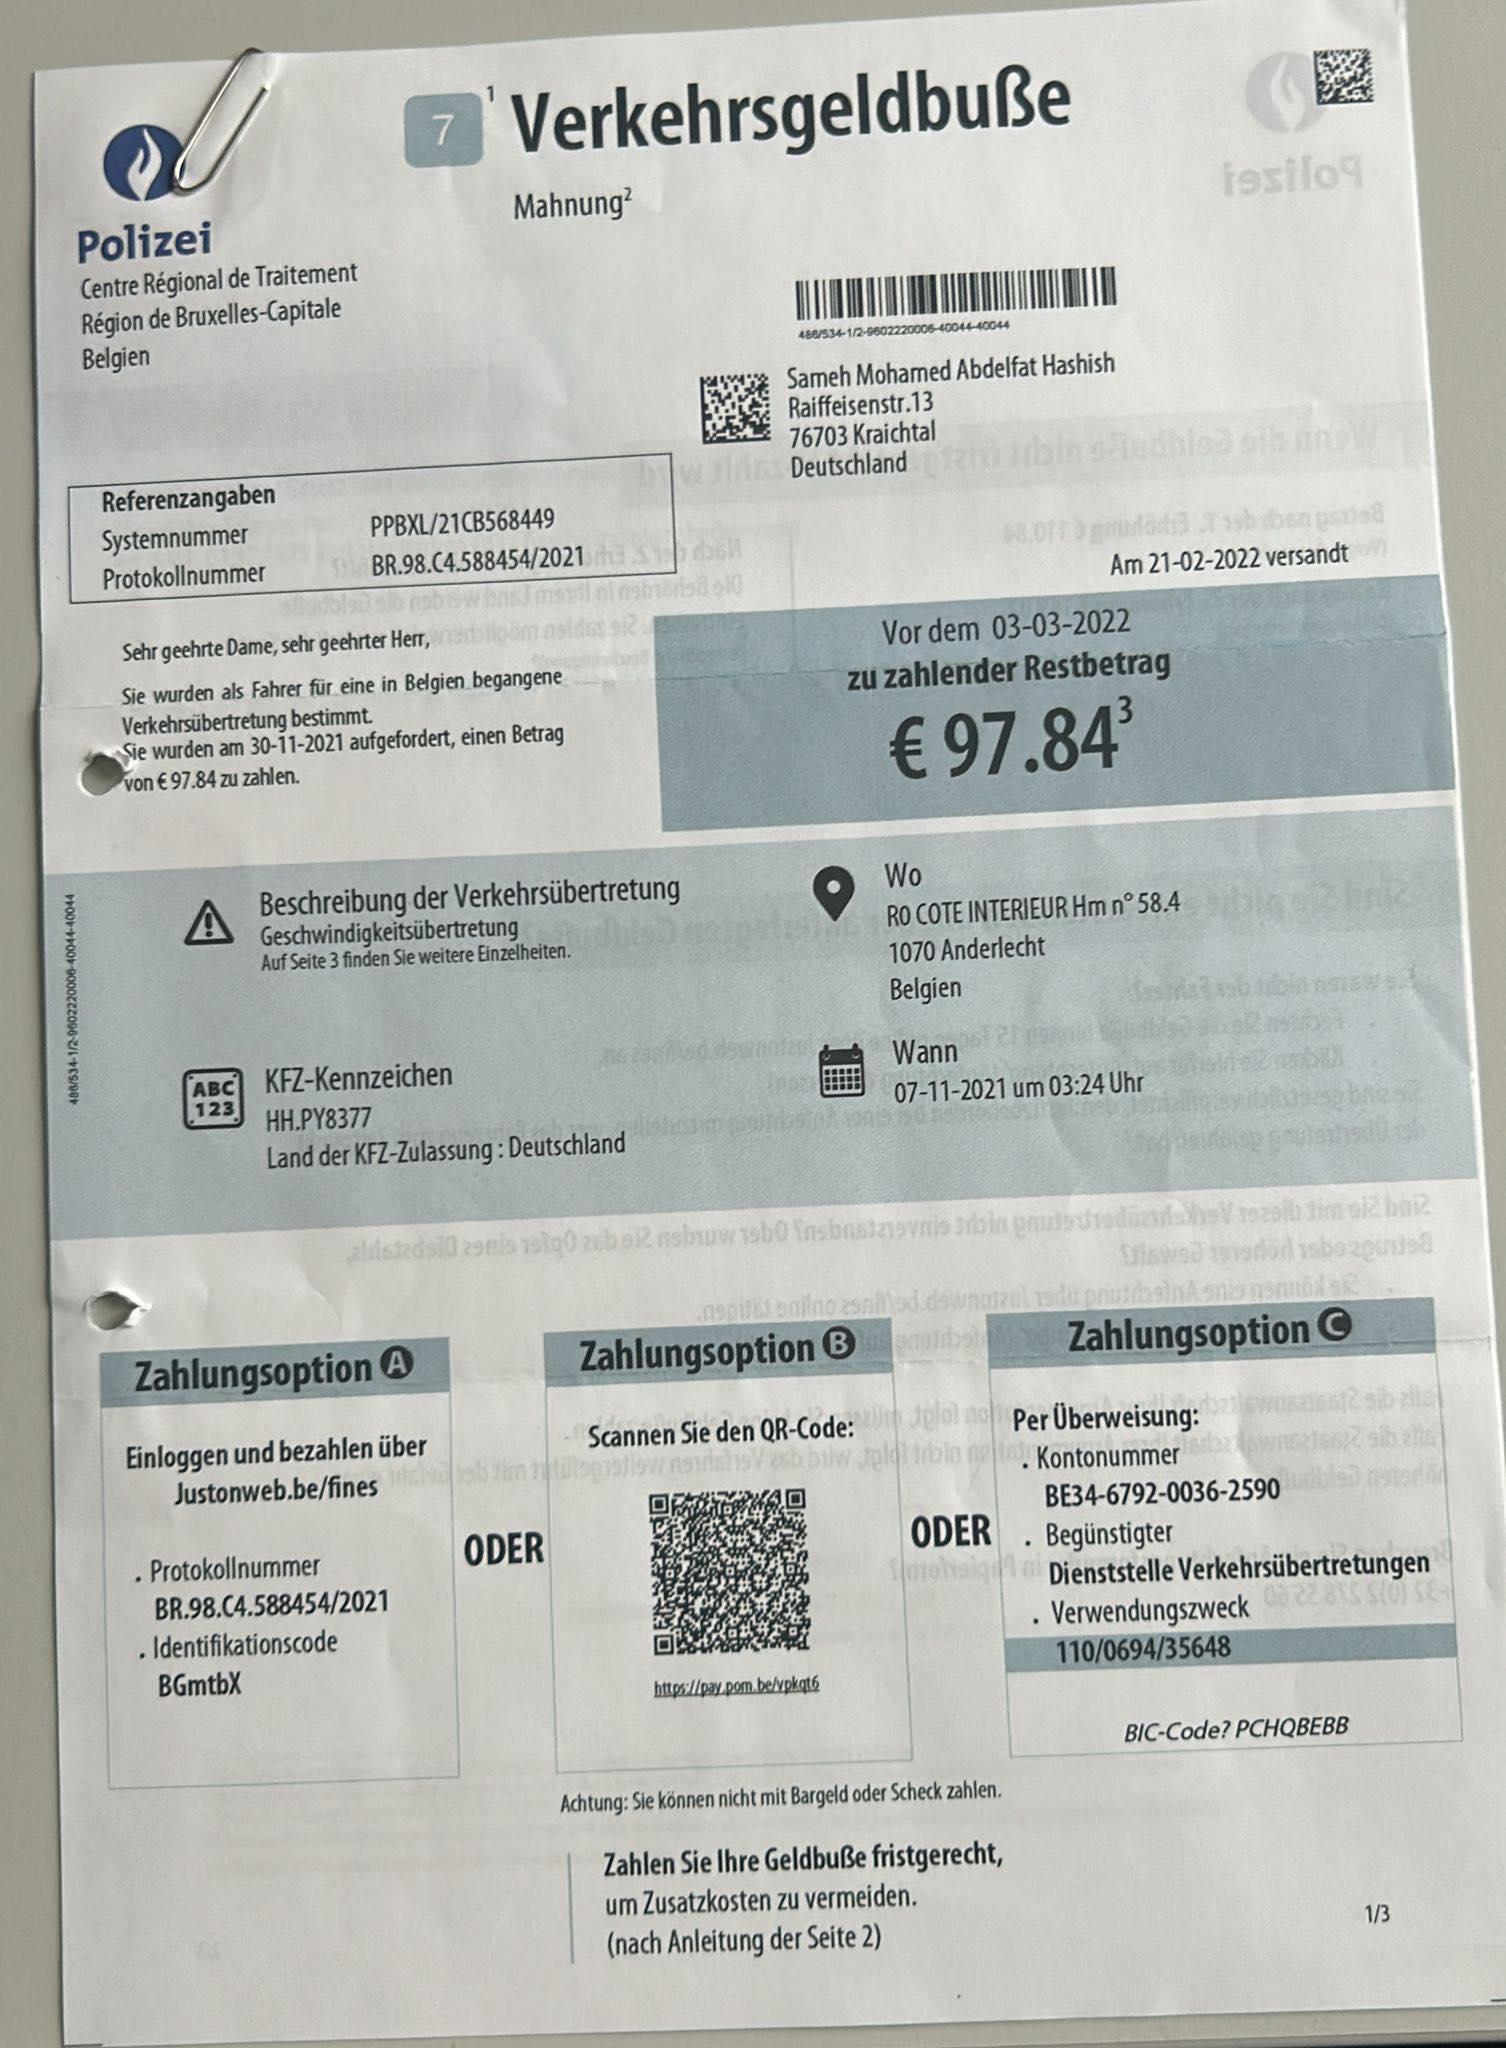 7
1
Verkehrsgeldbuße
Mahnung²
Polizei
Centre Régional de Traitement
Région de Bruxelles-Capitale
Belgien
486/534-1/2-9602220006-40044-40044
Sameh Mohamed Abdelfat Hashish
Raiffeisenstr.13
76703 Kraichtal
Deutschland
Referenzangaben
Systemnummer PPBXL/21CB568449
Protokollnummer BR.98.C4.588454/2021
Am 21-02-2022 versandt
Sehr geehrte Dame, sehr geehrter Herr,
Sie wurden als Fahrer für eine in Belgien begangene
Verkehrsübertretung bestimmt.
Sie wurden am 30-11-2021 aufgefordert, einen Betrag
von € 97.84 zu zahlen.
Vor dem 03-03-2022
zu zahlender Restbetrag
€ 97.84³
486/534-1/2-9602220006-40044-40044
Beschreibung der Verkehrsübertretung
Geschwindigkeitsübertretung
Auf Seite 3 finden Sie weitere Einzelheiten.
Wo
R0 COTE INTERIEUR Hm n° 58.4
1070 Anderlecht
Belgien
ABC
123
KFZ-Kennzeichen
HH.PY8377
Land der KFZ-Zulassung : Deutschland
Wann
07-11-2021 um 03:24 Uhr
Zahlungsoption A
Einloggen und bezahlen über
Justonweb.be/fines
. Protokollnummer
BR.98.C4.588454/2021
. Identifikationscode
BGmtbX
ODER
Zahlungsoption B
Scannen Sie den QR-Code:
https://pay.pom.be/vpkqt6
ODER
Zahlungsoption C
Per Überweisung:
. Kontonummer
BE34-6792-0036-2590
. Begünstigter
Dienststelle Verkehrsübertretungen
. Verwendungszweck
110/0694/35648
BIC-Code? PCHQBEBB
Achtung: Sie können nicht mit Bargeld oder Scheck zahlen.
Zahlen Sie Ihre Geldbuße fristgerecht,
um Zusatzkosten zu vermeiden.
(nach Anleitung der Seite 2)
1/3